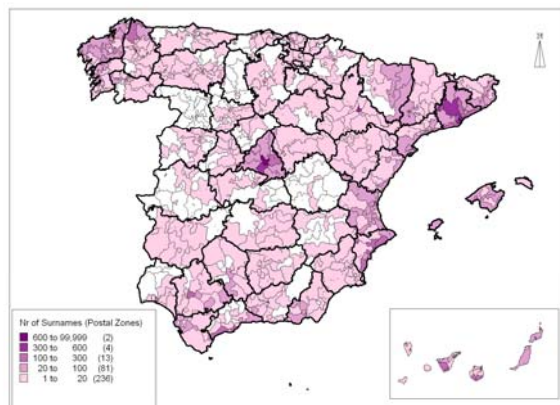 Nr of Surnames (Postal Zones)
600 to 99,999 (2)
300 to 600 (4)
100 to 300 (13)
20 to 100 (81)
1 to 20 (236)